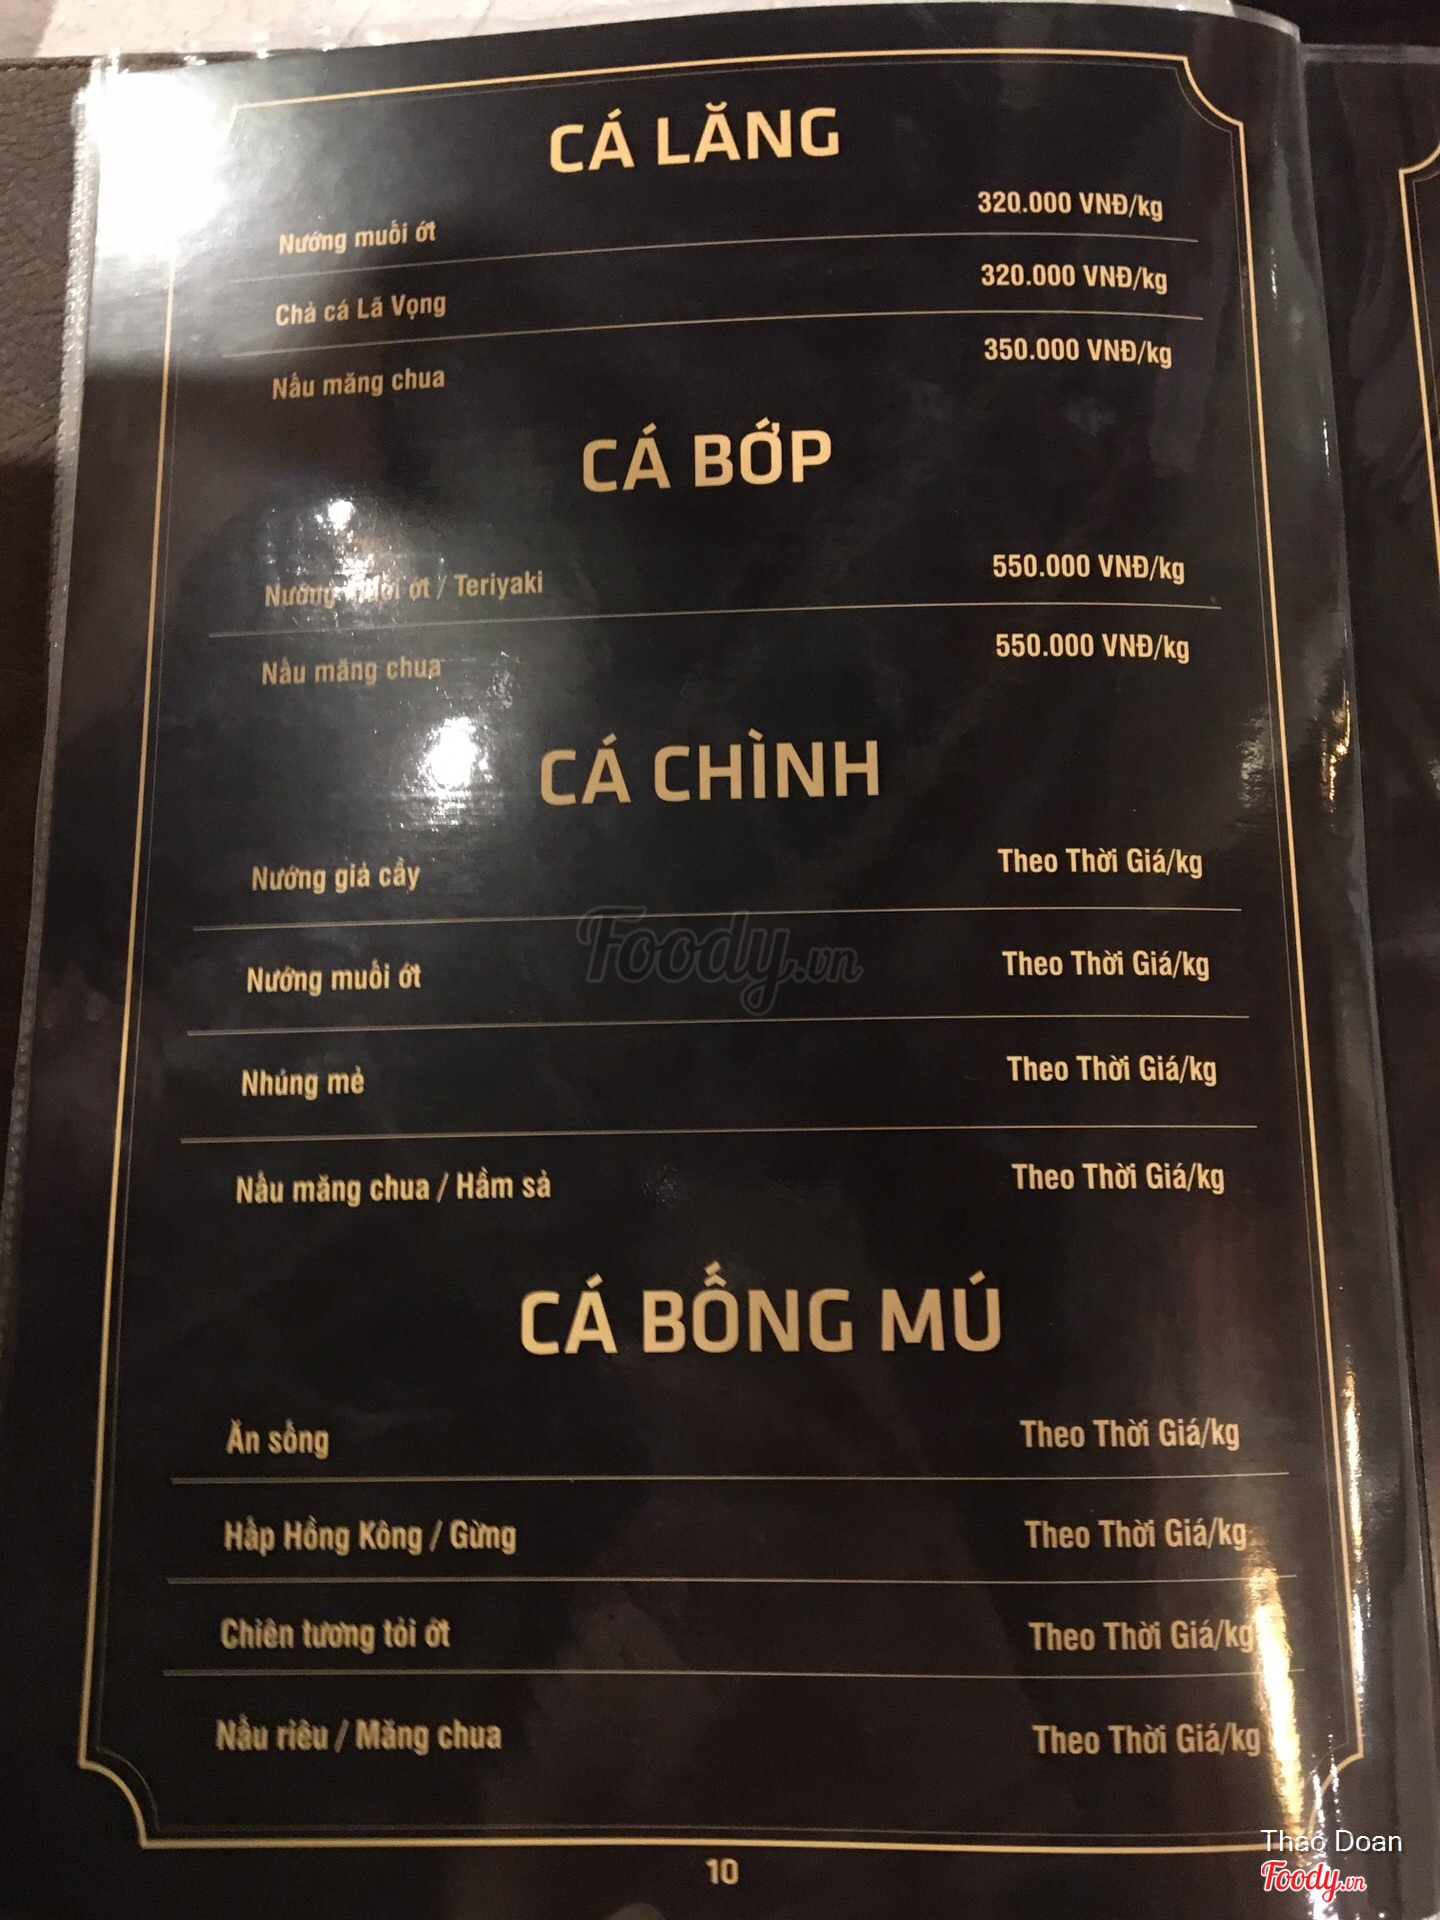 CÁ LĂNG
Nướng muối ớt 320.000 VNĐ/kg
Chả cá Lã Vọng 320.000 VNĐ/kg
Nấu măng chua 350.000 VNĐ/kg
CÁ BỚP
Nướng muối ớt / Teriyaki 550.000 VNĐ/kg
Nấu măng chua 550.000 VNĐ/kg
CÁ CHÌNH
Nướng giả cầy Theo Thời Giá/kg
Foody.vn
Nướng muối ớt Theo Thời Giá/kg
Nhúng mẻ Theo Thời Giá/kg
Nấu măng chua / Hầm sả Theo Thời Giá/kg
CÁ BỐNG MÚ
Ăn sống Theo Thời Giá/kg
Hấp Hồng Kông / Gừng Theo Thời Giá/kg
Chiên tương tỏi ớt Theo Thời Giá/kg
Nấu riêu / Măng chua Theo Thời Giá/kg
10
Thao Doan
Foody.vn